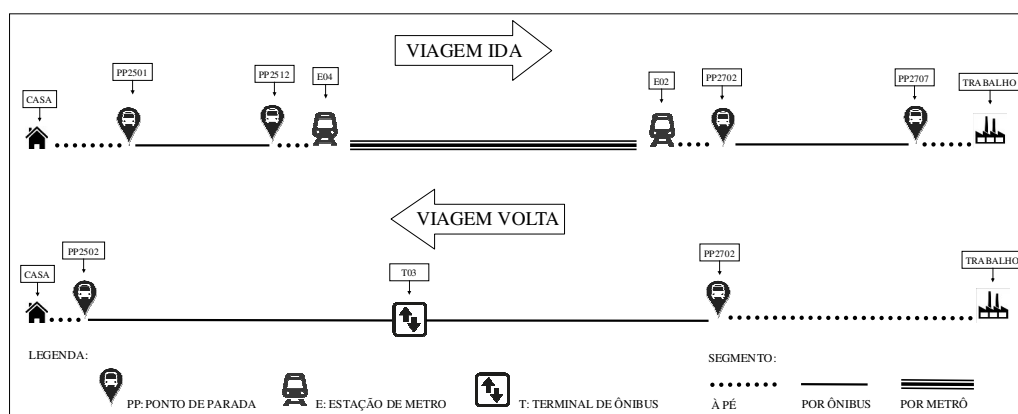 VIAGEM IDA
PP2501
PP2512
E04
E02
PP2702
PP2707
CASA
TRABALHO
VIAGEM VOLTA
PP2502
PP2702
CASA
T03
TRABALHO
LEGENDA:
SEGMENTO:
PP: PONTO DE PARADA
E: ESTAÇÃO DE METRO
T: TERMINAL DE ÔNIBUS
À PÉ
POR ÔNIBUS
POR METRÔ